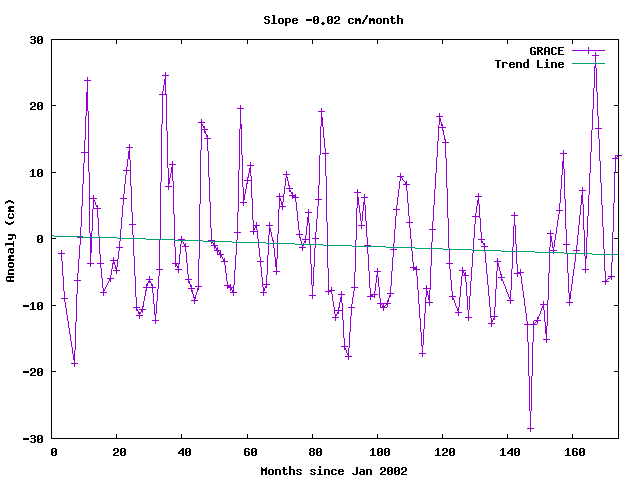 Slope -0.02 cm/month
GRACE
Trend Line
30
20
10
0
-10
-20
-30
Anomaly (cm)
0 20 40 60 80 100 120 140 160
Months since Jan 2002